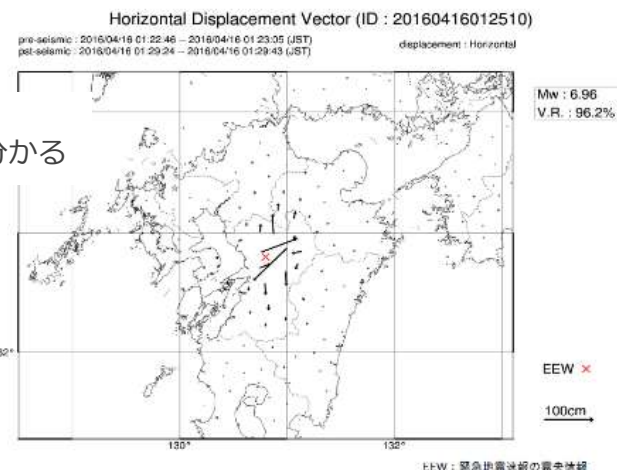 Horizontal Displacement Vector (ID : 20160416012510)
pre-seismic : 2016/04/16 01:22:46 -- 2016/04/16 01:23:05 (JST)
pst-seismic : 2016/04/16 01:29:24 -- 2016/04/16 01:29:43 (JST)
displacement : Horizontal
Mw : 6.96
V.R. : 96.2%
分かる
EEW ×
100cm
130°
132°
EEW : 緊急地震速報の震央情報